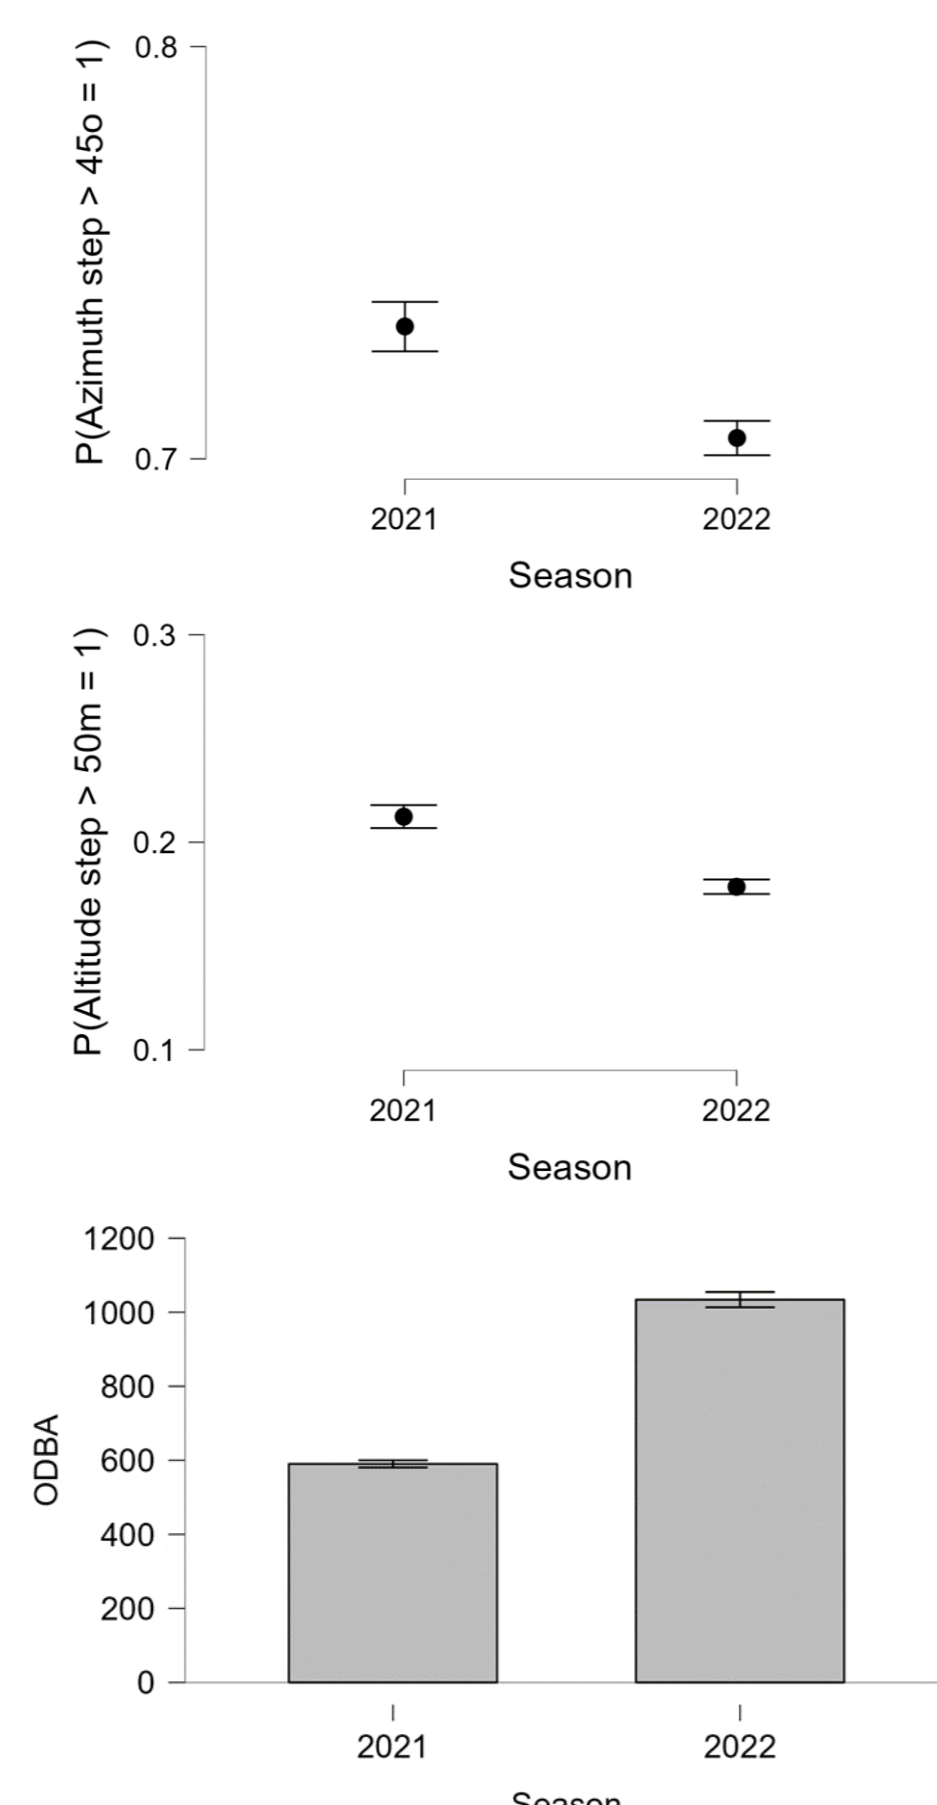 P(Azimuth step > 45o = 1)
0.8
0.7
2021 2022
Season
P(Altitude step > 50m = 1)
0.3
0.2
0.1
2021 2022
Season
ODBA
1200
1000
800
600
400
200
0
2021 2022
Season